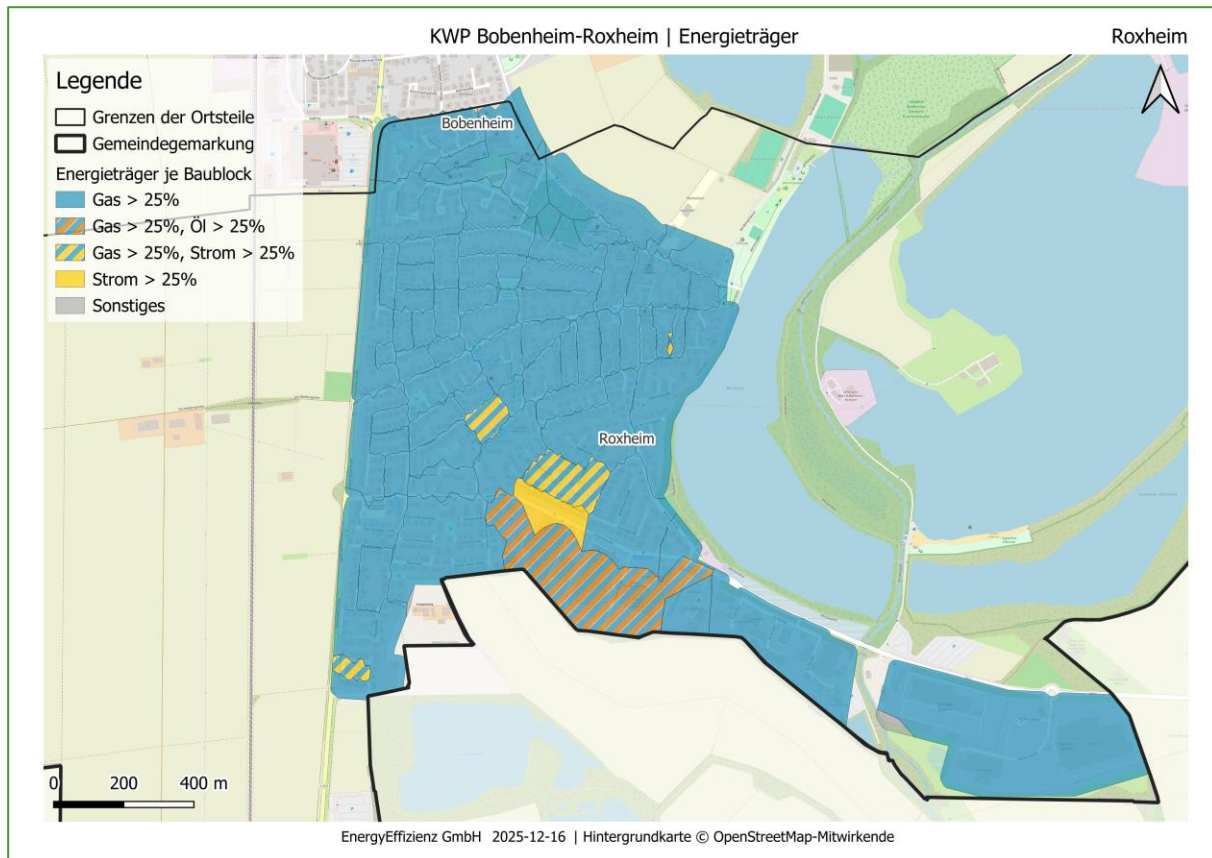 KWP Bobenheim-Roxheim | Energieträger
Roxheim
Legende
Grenzen der Ortsteile
Gemeindegemarkung
Energieträger je Baublock
Gas > 25%
Gas > 25%, Öl > 25%
Gas > 25%, Strom > 25%
Strom > 25%
Sonstiges
Bobenheim
Roxheim
0 200 400 m
EnergyEffizienz GmbH 2025-12-16 | Hintergrundkarte © OpenStreetMap-Mitwirkende